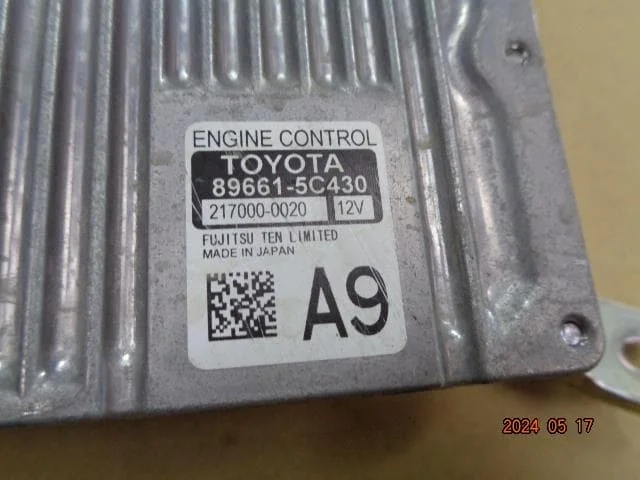 ENGINE CONTROL
TOYOTA
89661-5C430
217000-0020 12V
FUJITSU TEN LIMITED
MADE IN JAPAN
A9
2024 05 17